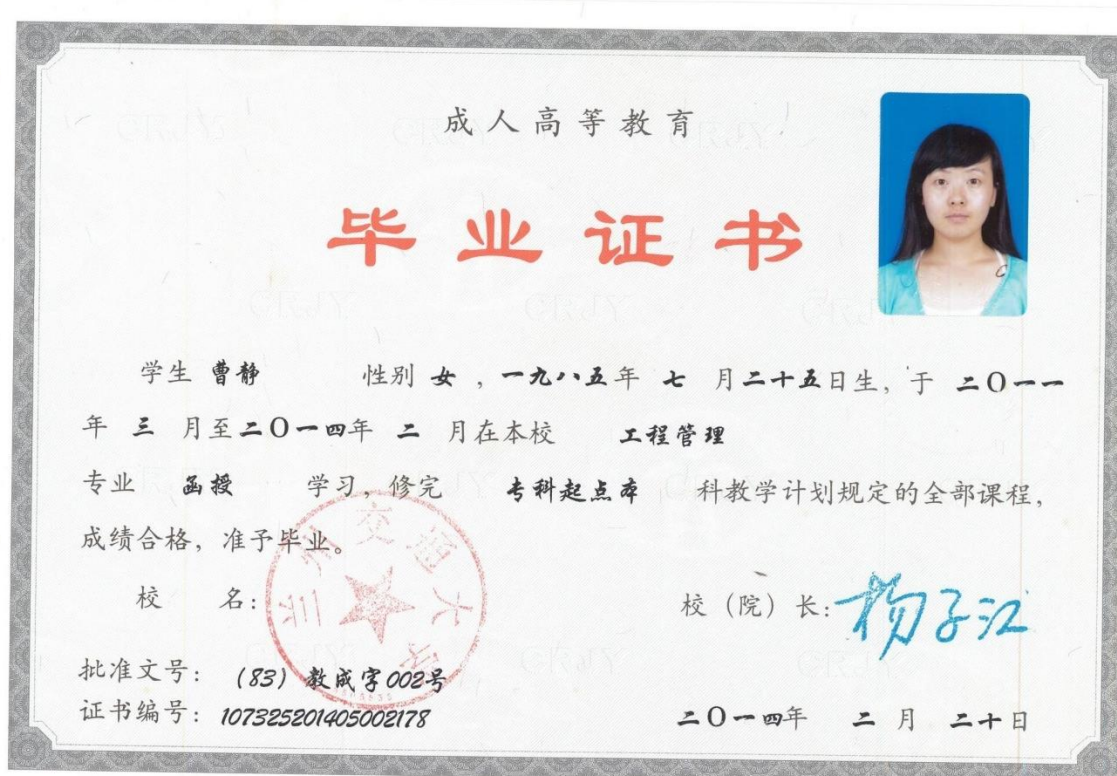 成人高等教育
毕业证书
学生 曹静 性别 女 , 一九八五年 七 月二十五日生, 于 二〇一一
年 三 月至二〇一四年 二 月在本校 工程管理
专业 函授 学习, 修完 专科起点本 科教学计划规定的全部课程,
成绩合格, 准予毕业。
校 名: 兰州交通大学
校 (院) 长: 杨子江
批准文号: (83) 教成字002号
证书编号: 107325201405002178
二〇一四年 二 月 二十日